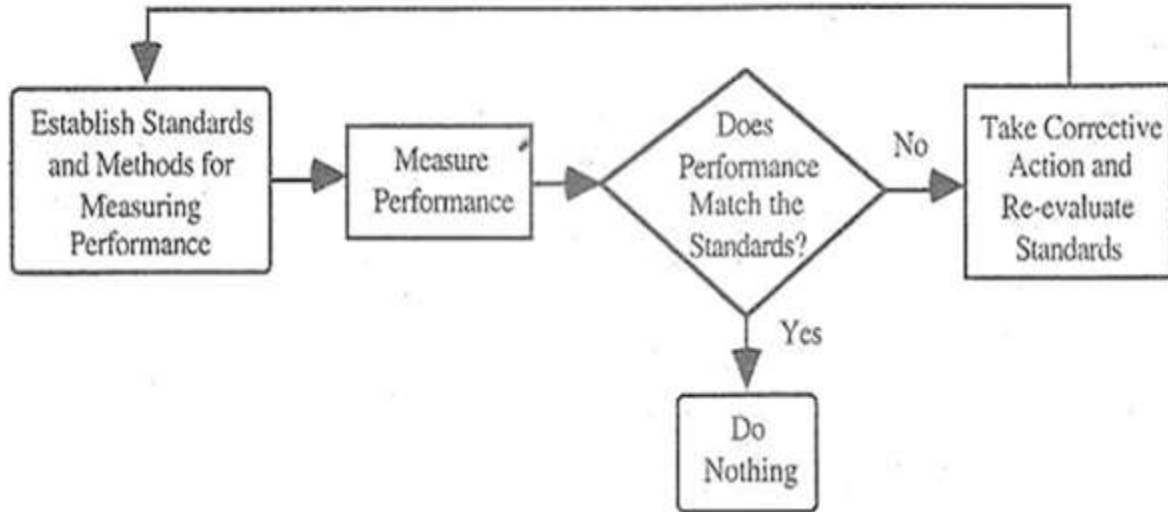 Establish Standards
and Methods for
Measuring
Performance
Measure
Performance
Does
Performance
Match the
Standards?
No
Take Corrective
Action and
Re-evaluate
Standards
Yes
Do
Nothing